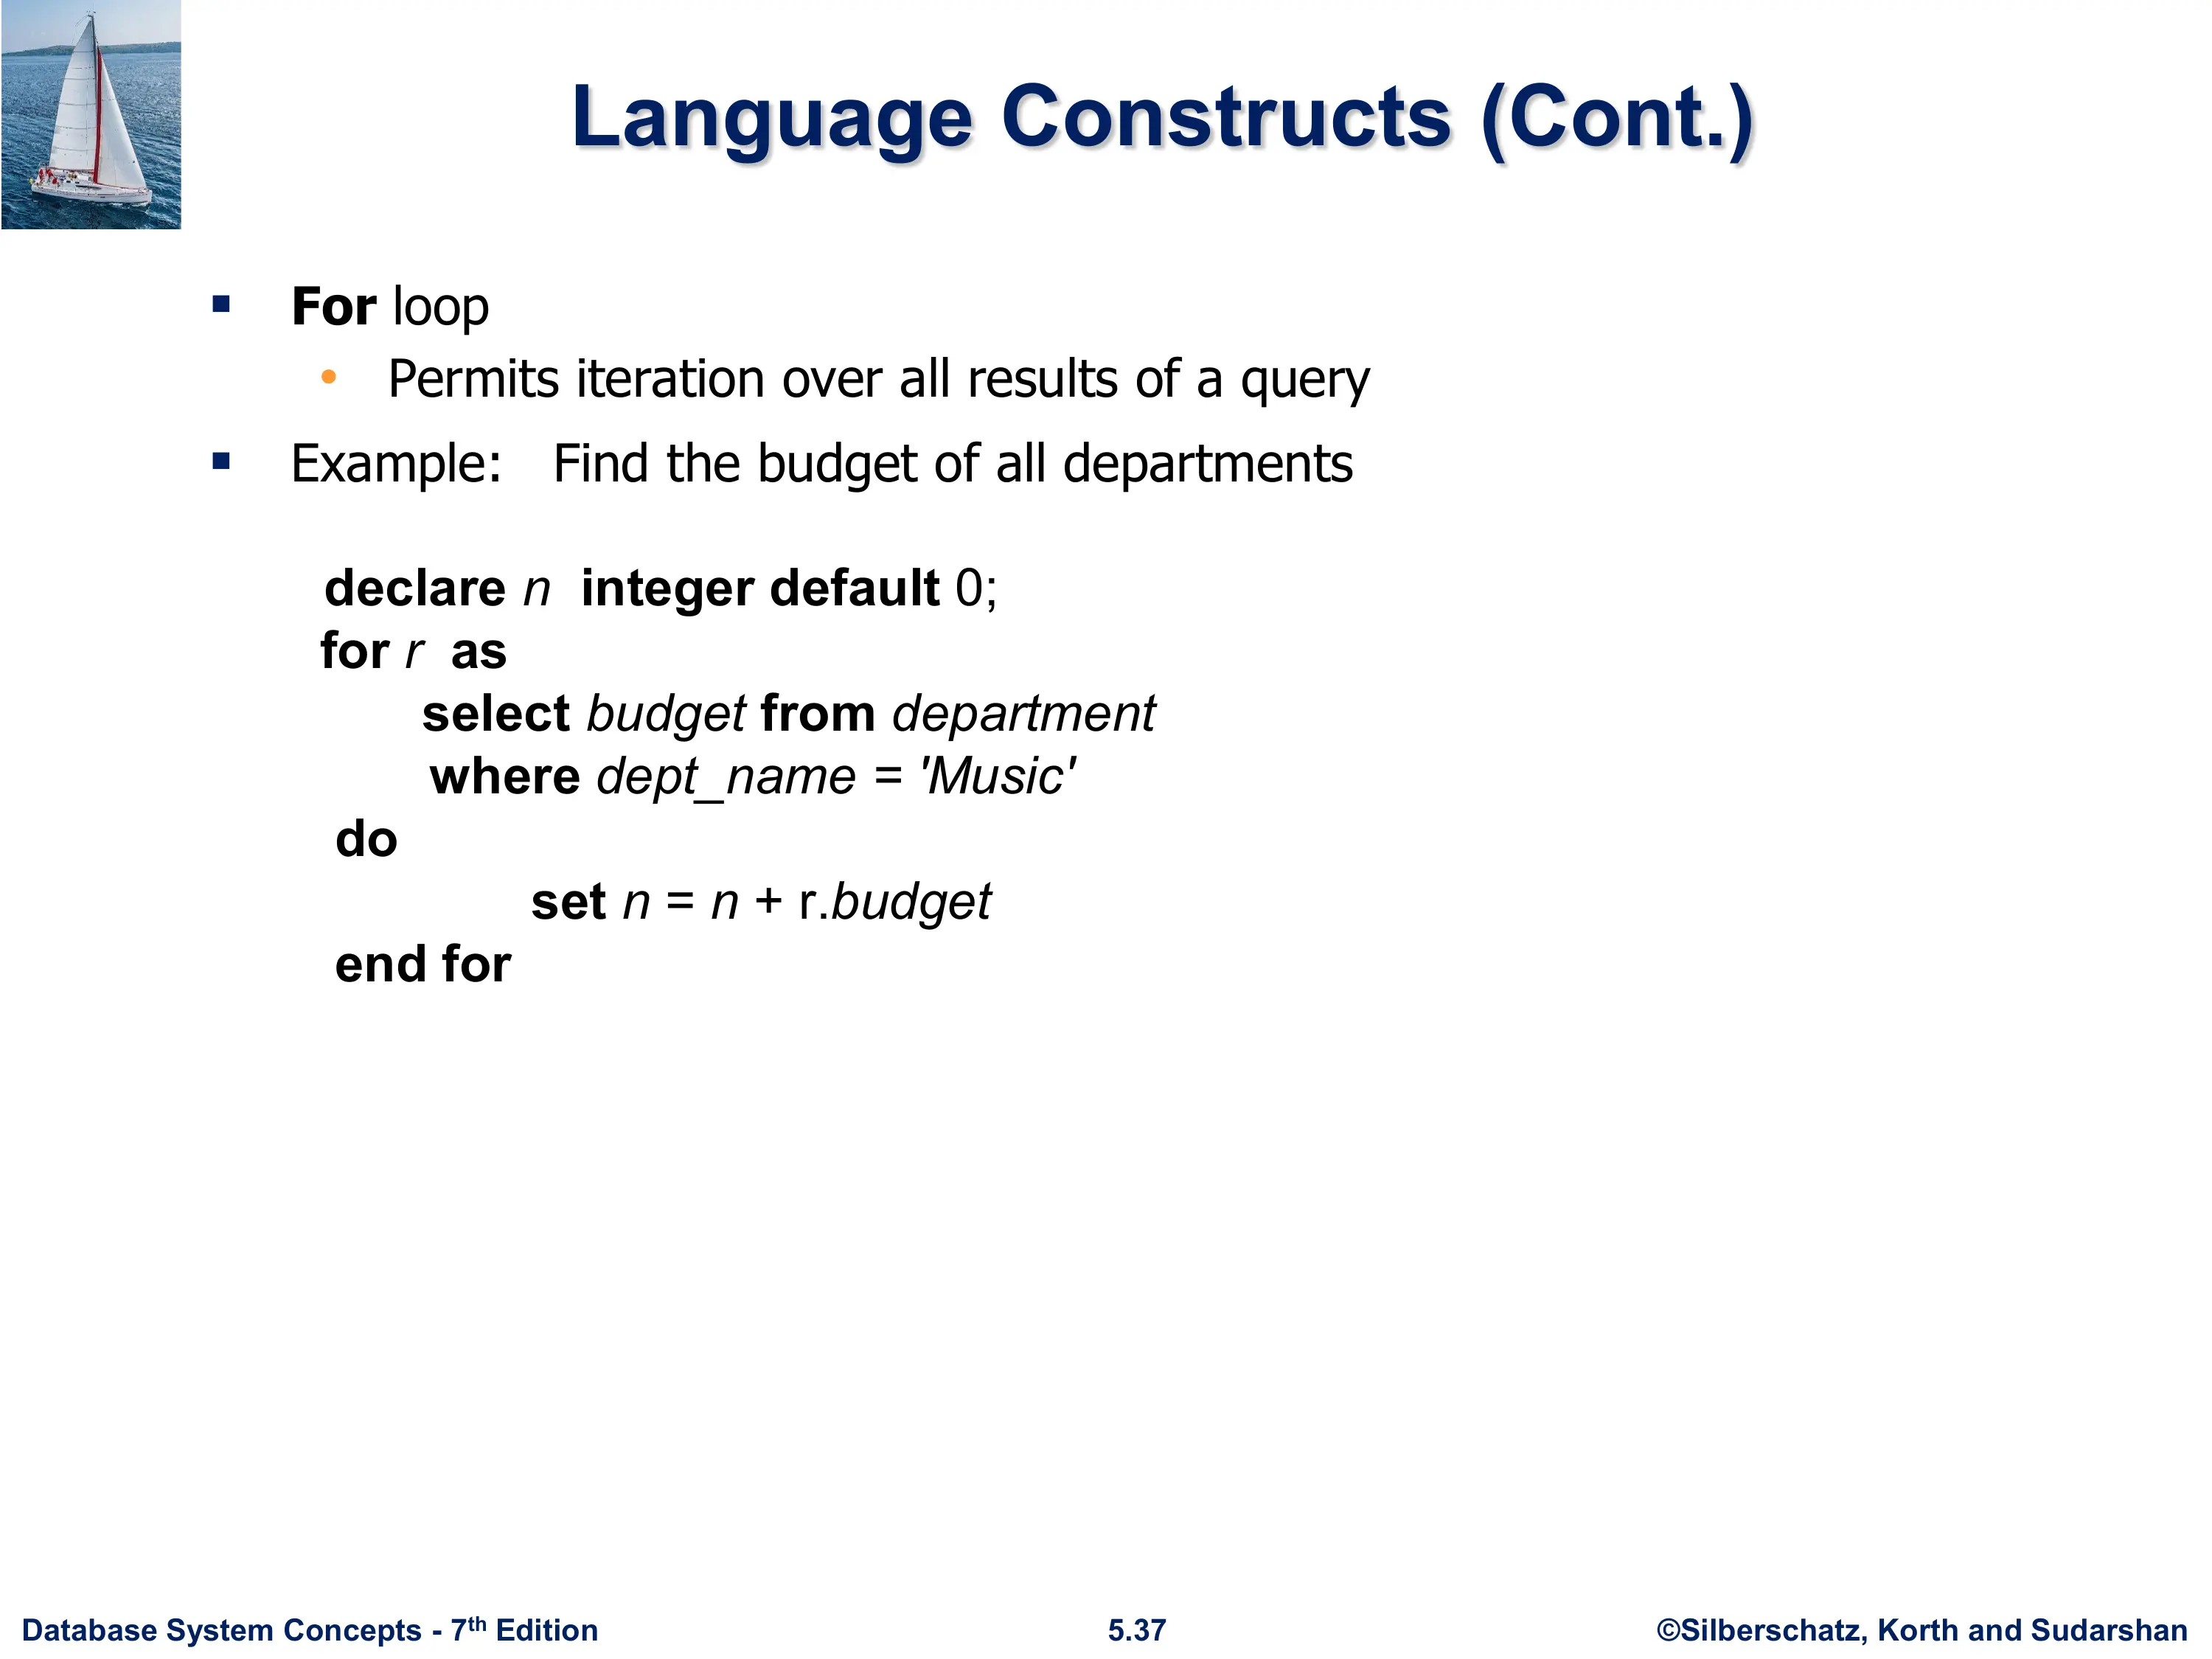 Language Constructs (Cont.)
▪ For loop
• Permits iteration over all results of a query
▪ Example: Find the budget of all departments
declare n integer default 0;
for r as
select budget from department
where dept_name = 'Music'
do
set n = n + r.budget
end for
Database System Concepts - 7th Edition
5.37
©Silberschatz, Korth and Sudarshan